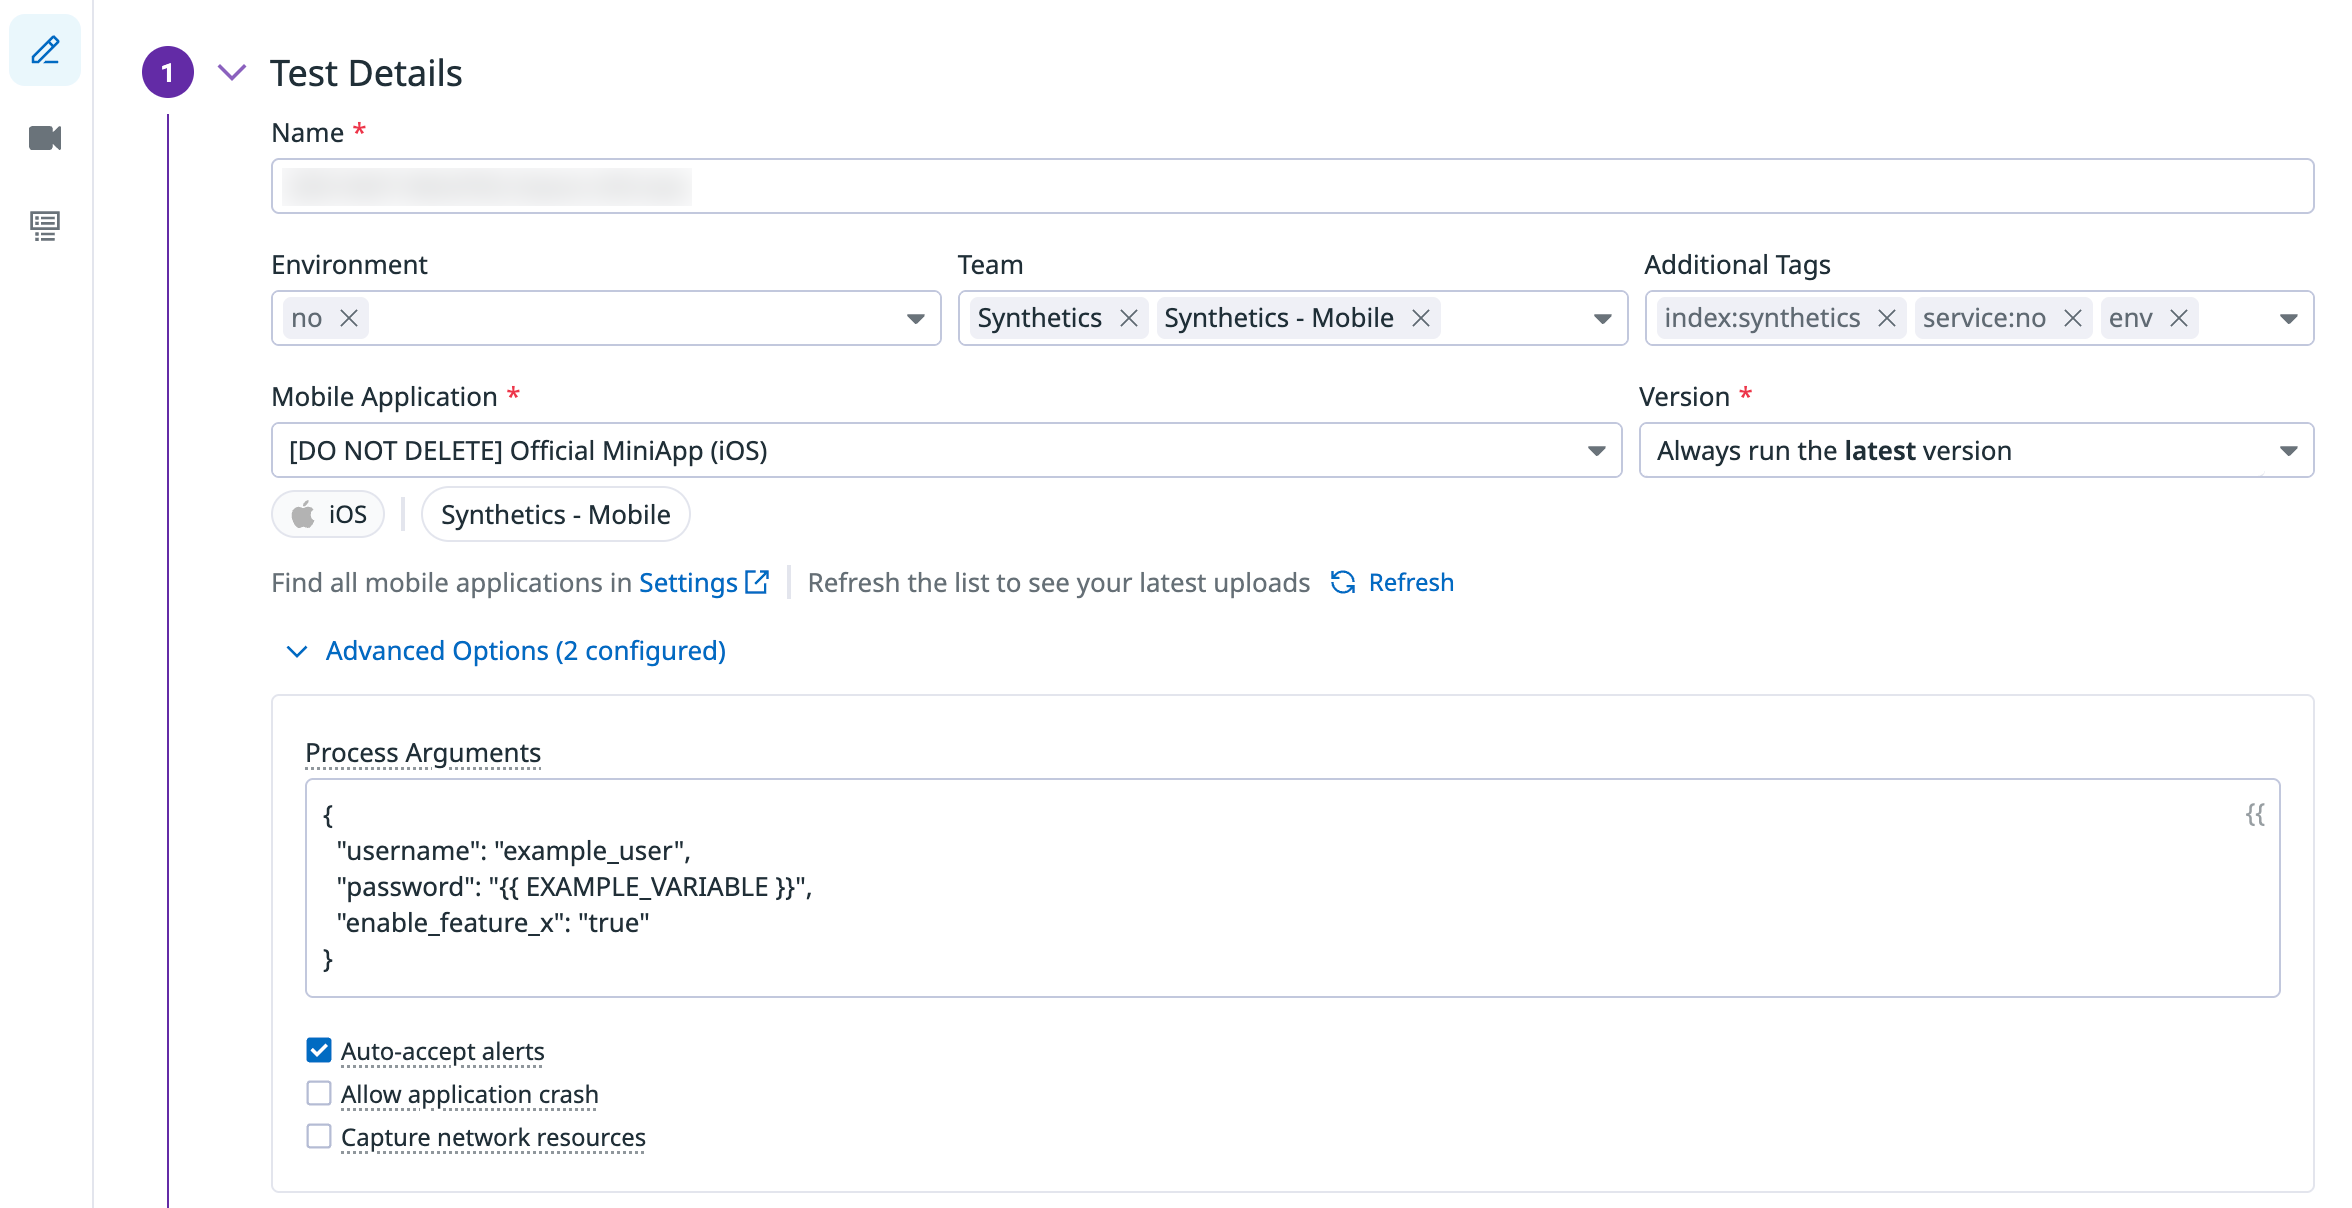 1 Test Details
Name *
Environment Team Additional Tags
no Synthetics Synthetics - Mobile index:synthetics service:no env
Mobile Application * Version *
[DO NOT DELETE] Official MiniApp (iOS) Always run the latest version
iOS Synthetics - Mobile
Find all mobile applications in Settings Refresh the list to see your latest uploads Refresh
Advanced Options (2 configured)
Process Arguments
{ {{
"username": "example_user",
"password": "{{ EXAMPLE_VARIABLE }}",
"enable_feature_x": "true"
}
Auto-accept alerts
Allow application crash
Capture network resources